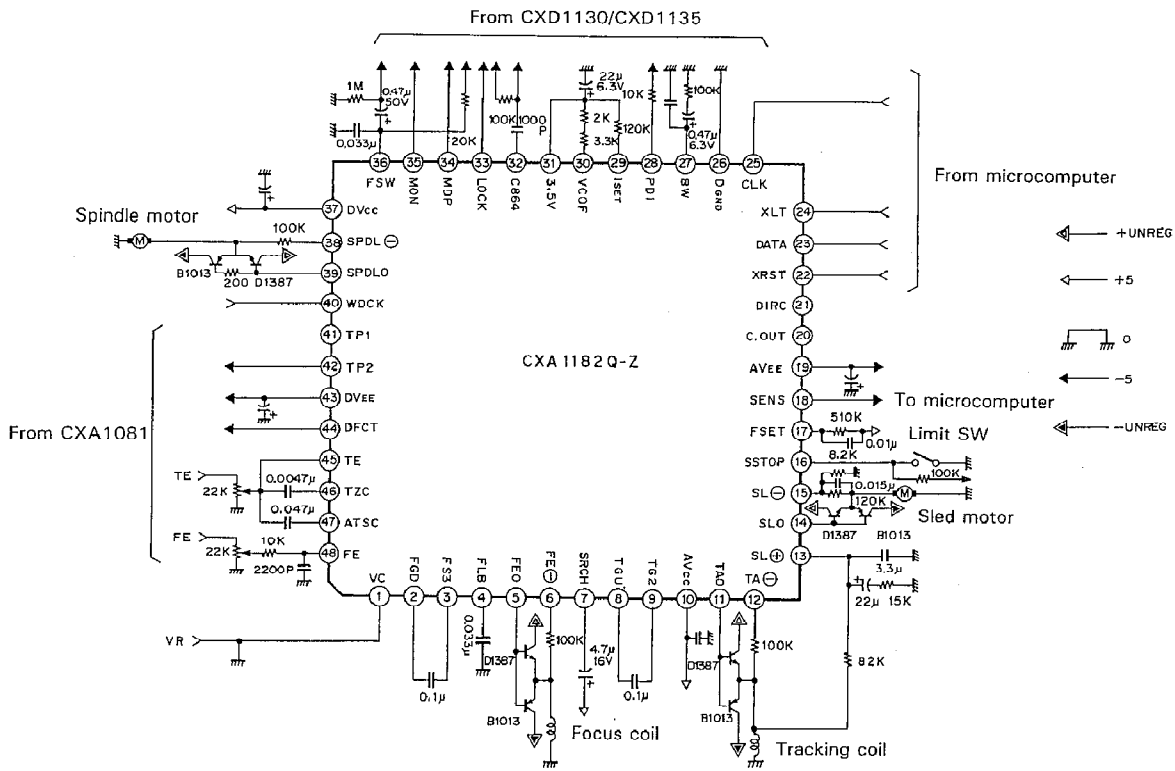 From CXD1130/CXD1135
1M
0.47μ
50V
+
0.033μ
20K
100K
1000
P
22μ
6.3V
+
2K
3.3K
120K
10K
100K
0.47μ
6.3V
+
36 35 34 33 32 31 30 29 28 27 26 25
FSW MON MDP LOCK C864 3.5V VCOF ISET PD1 BW DGND CLK
From microcomputer
24 XLT
23 DATA
22 XRST
21 DIRC
20 C.OUT
19 AVEE
+
18 SENS
To microcomputer
17 FSET
510K
0.01μ
16 SSTOP
Limit SW
100K
8.2K
15 SL⊖
0.015μ
120K
M
Sled motor
14 SLO
D1387 B1013
13 SL⊕
3.3μ
+
22μ 15K
82K
+UNREG
+5
0
-5
-UNREG
CXA1182Q-Z
+
37 DVcc
Spindle motor
M
100K
38 SPDL⊖
B1013 200 D1387
39 SPDLO
40 WDCK
41 TP1
42 TP2
43 DVEE
+
44 DFCT
From CXA1081
TE
22K
45 TE
0.0047μ
46 TZC
0.047μ
47 ATSC
FE
22K
10K
48 FE
2200P
VC FGD FS3 FLB FEO FE⊖ SRCH TGU TG2 AVcc TAO TA⊖
1 2 3 4 5 6 7 8 9 10 11 12
VR
0.1μ
0.033μ
D1387
B1013
100K
Focus coil
4.7μ
16V
+
0.1μ
D1387
B1013
100K
Tracking coil